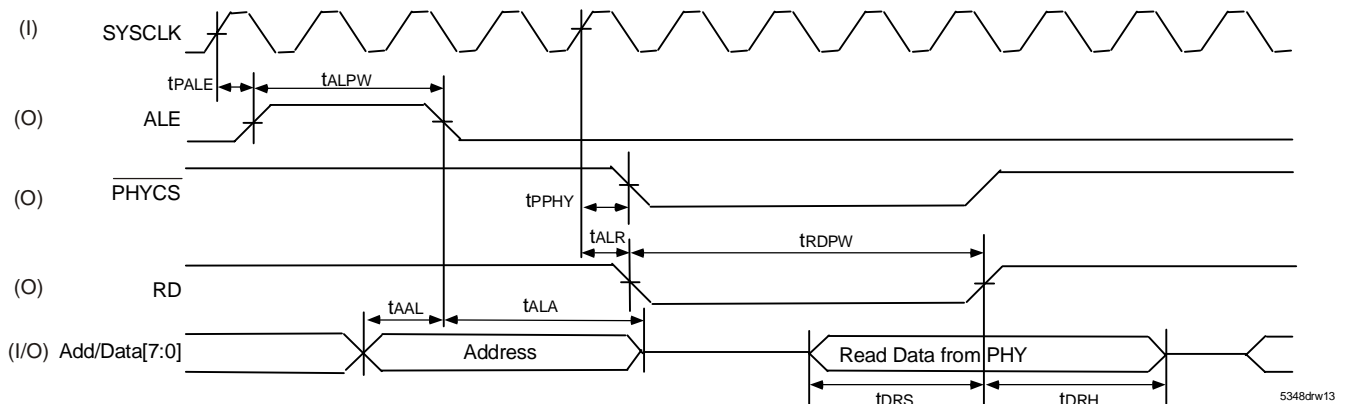 (I) SYSCLK
tPALE tALPW
(O) ALE
(O) PHYCS
tPPHY
tALR tRDPW
(O) RD
tAAL tALA
(I/O) Add/Data[7:0] Address Read Data from PHY
tDRS tDRH
5348drw13